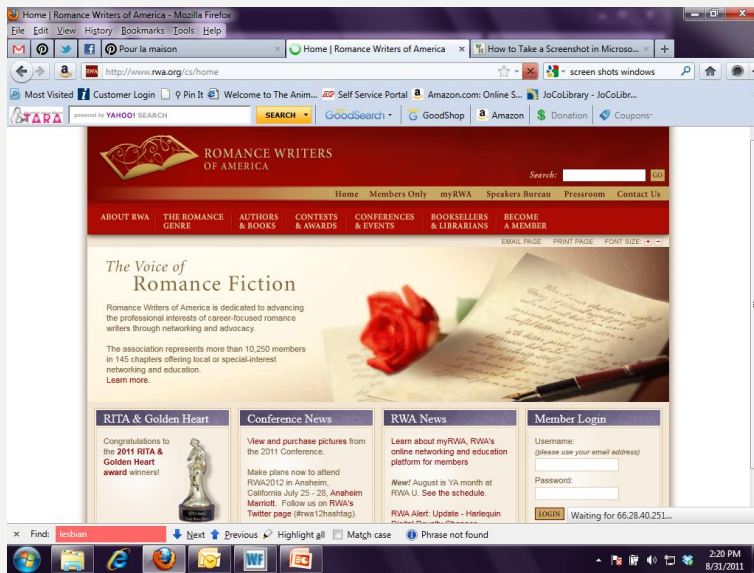 Home | Romance Writers of America - Mozilla Firefox
File Edit View History Bookmarks Tools Help
Pour la maison
Home | Romance Writers of America
How to Take a Screenshot in Microso...
http://www.rwa.org/cs/home
screen shots windows
Most Visited Customer Login Pin It Welcome to The Anim... Self Service Portal Amazon.com: Online S... JoCoLibrary - JoCoLibr...
TARA powered by YAHOO! SEARCH SEARCH GoodSearch GoodShop Amazon Donation Coupons
ROMANCE WRITERS
OF AMERICA
Search: GO
Home Members Only myRWA Speakers Bureau Pressroom Contact Us
ABOUT RWA THE ROMANCE GENRE AUTHORS & BOOKS CONTESTS & AWARDS CONFERENCES & EVENTS BOOKSELLERS & LIBRARIANS BECOME A MEMBER
EMAIL PAGE PRINT PAGE FONT SIZE: + -
The Voice of
Romance Fiction
Romance Writers of America is dedicated to advancing
the professional interests of career-focused romance
writers through networking and advocacy.
The association represents more than 10,250 members
in 145 chapters offering local or special-interest
networking and education.
Learn more.
RITA & Golden Heart
Congratulations to
the 2011 RITA &
Golden Heart
award winners!
Conference News
View and purchase pictures from
the 2011 Conference.
Make plans now to attend
RWA2012 in Anaheim,
California July 25 - 28, Anaheim
Marriott. Follow us on RWA's
Twitter page (#rwa12hashtag).
RWA News
Learn about myRWA, RWA's
online networking and education
platform for members
New! August is YA month at
RWA U. See the schedule.
RWA Alert: Update - Harlequin
Digital Royalty Changes
Member Login
Username:
(please use your email address)
Password:
LOGIN
Waiting for 66.28.40.251...
× Find: lesbian Next Previous Highlight all Match case Phrase not found
WF
2:20 PM
8/31/2011